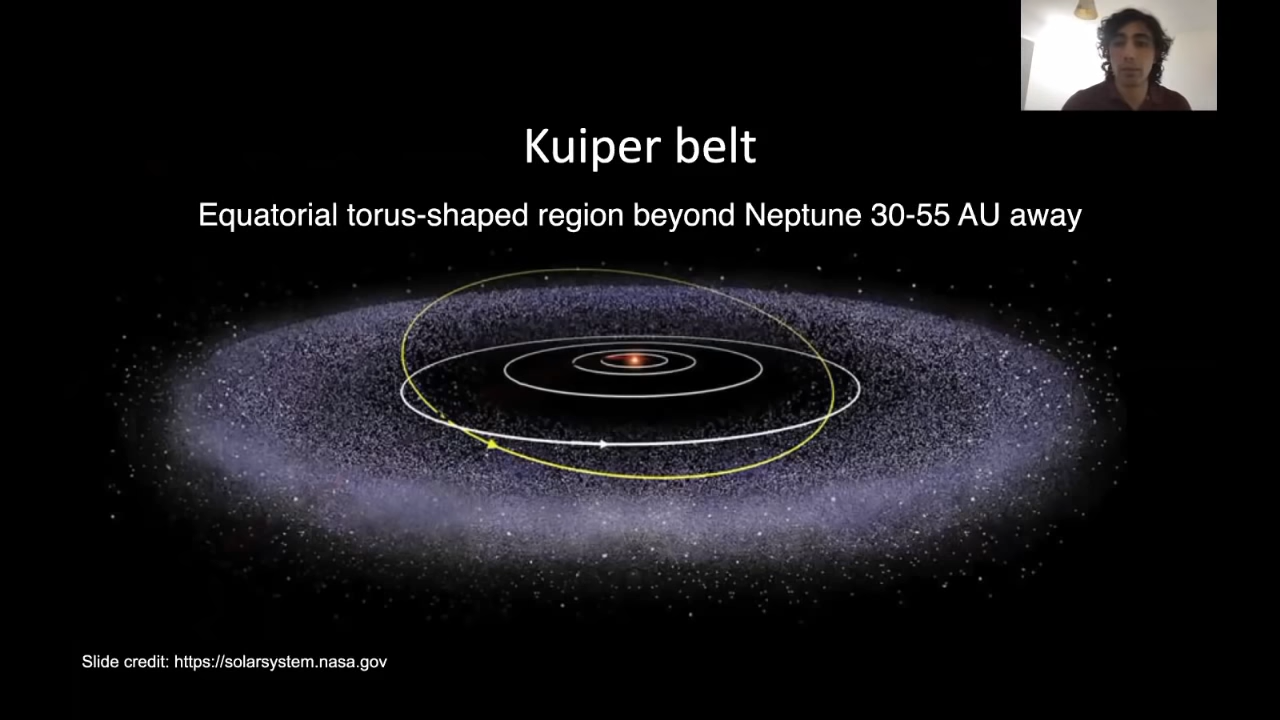 Kuiper belt
Equatorial torus-shaped region beyond Neptune 30-55 AU away
Slide credit: https://solarsystem.nasa.gov